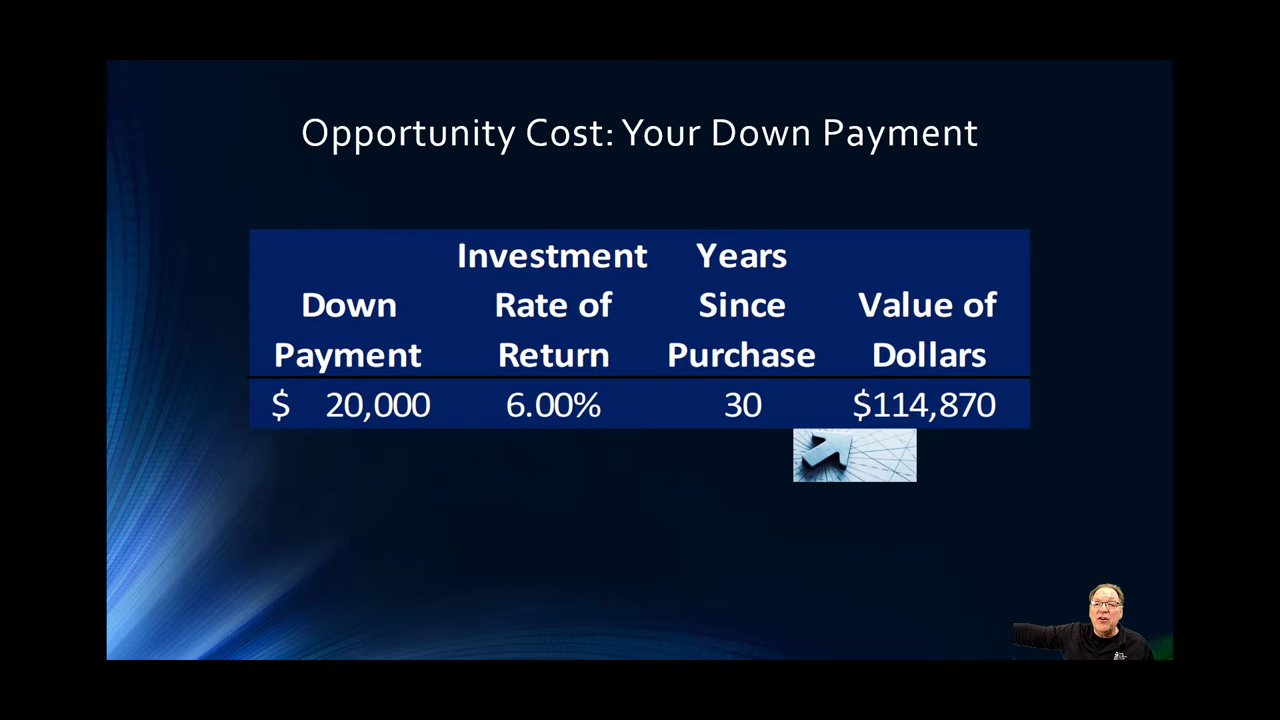 Opportunity Cost: Your Down Payment
Down Payment
Investment Rate of Return
Years Since Purchase
Value of Dollars
$ 20,000 6.00% 30 $114,870